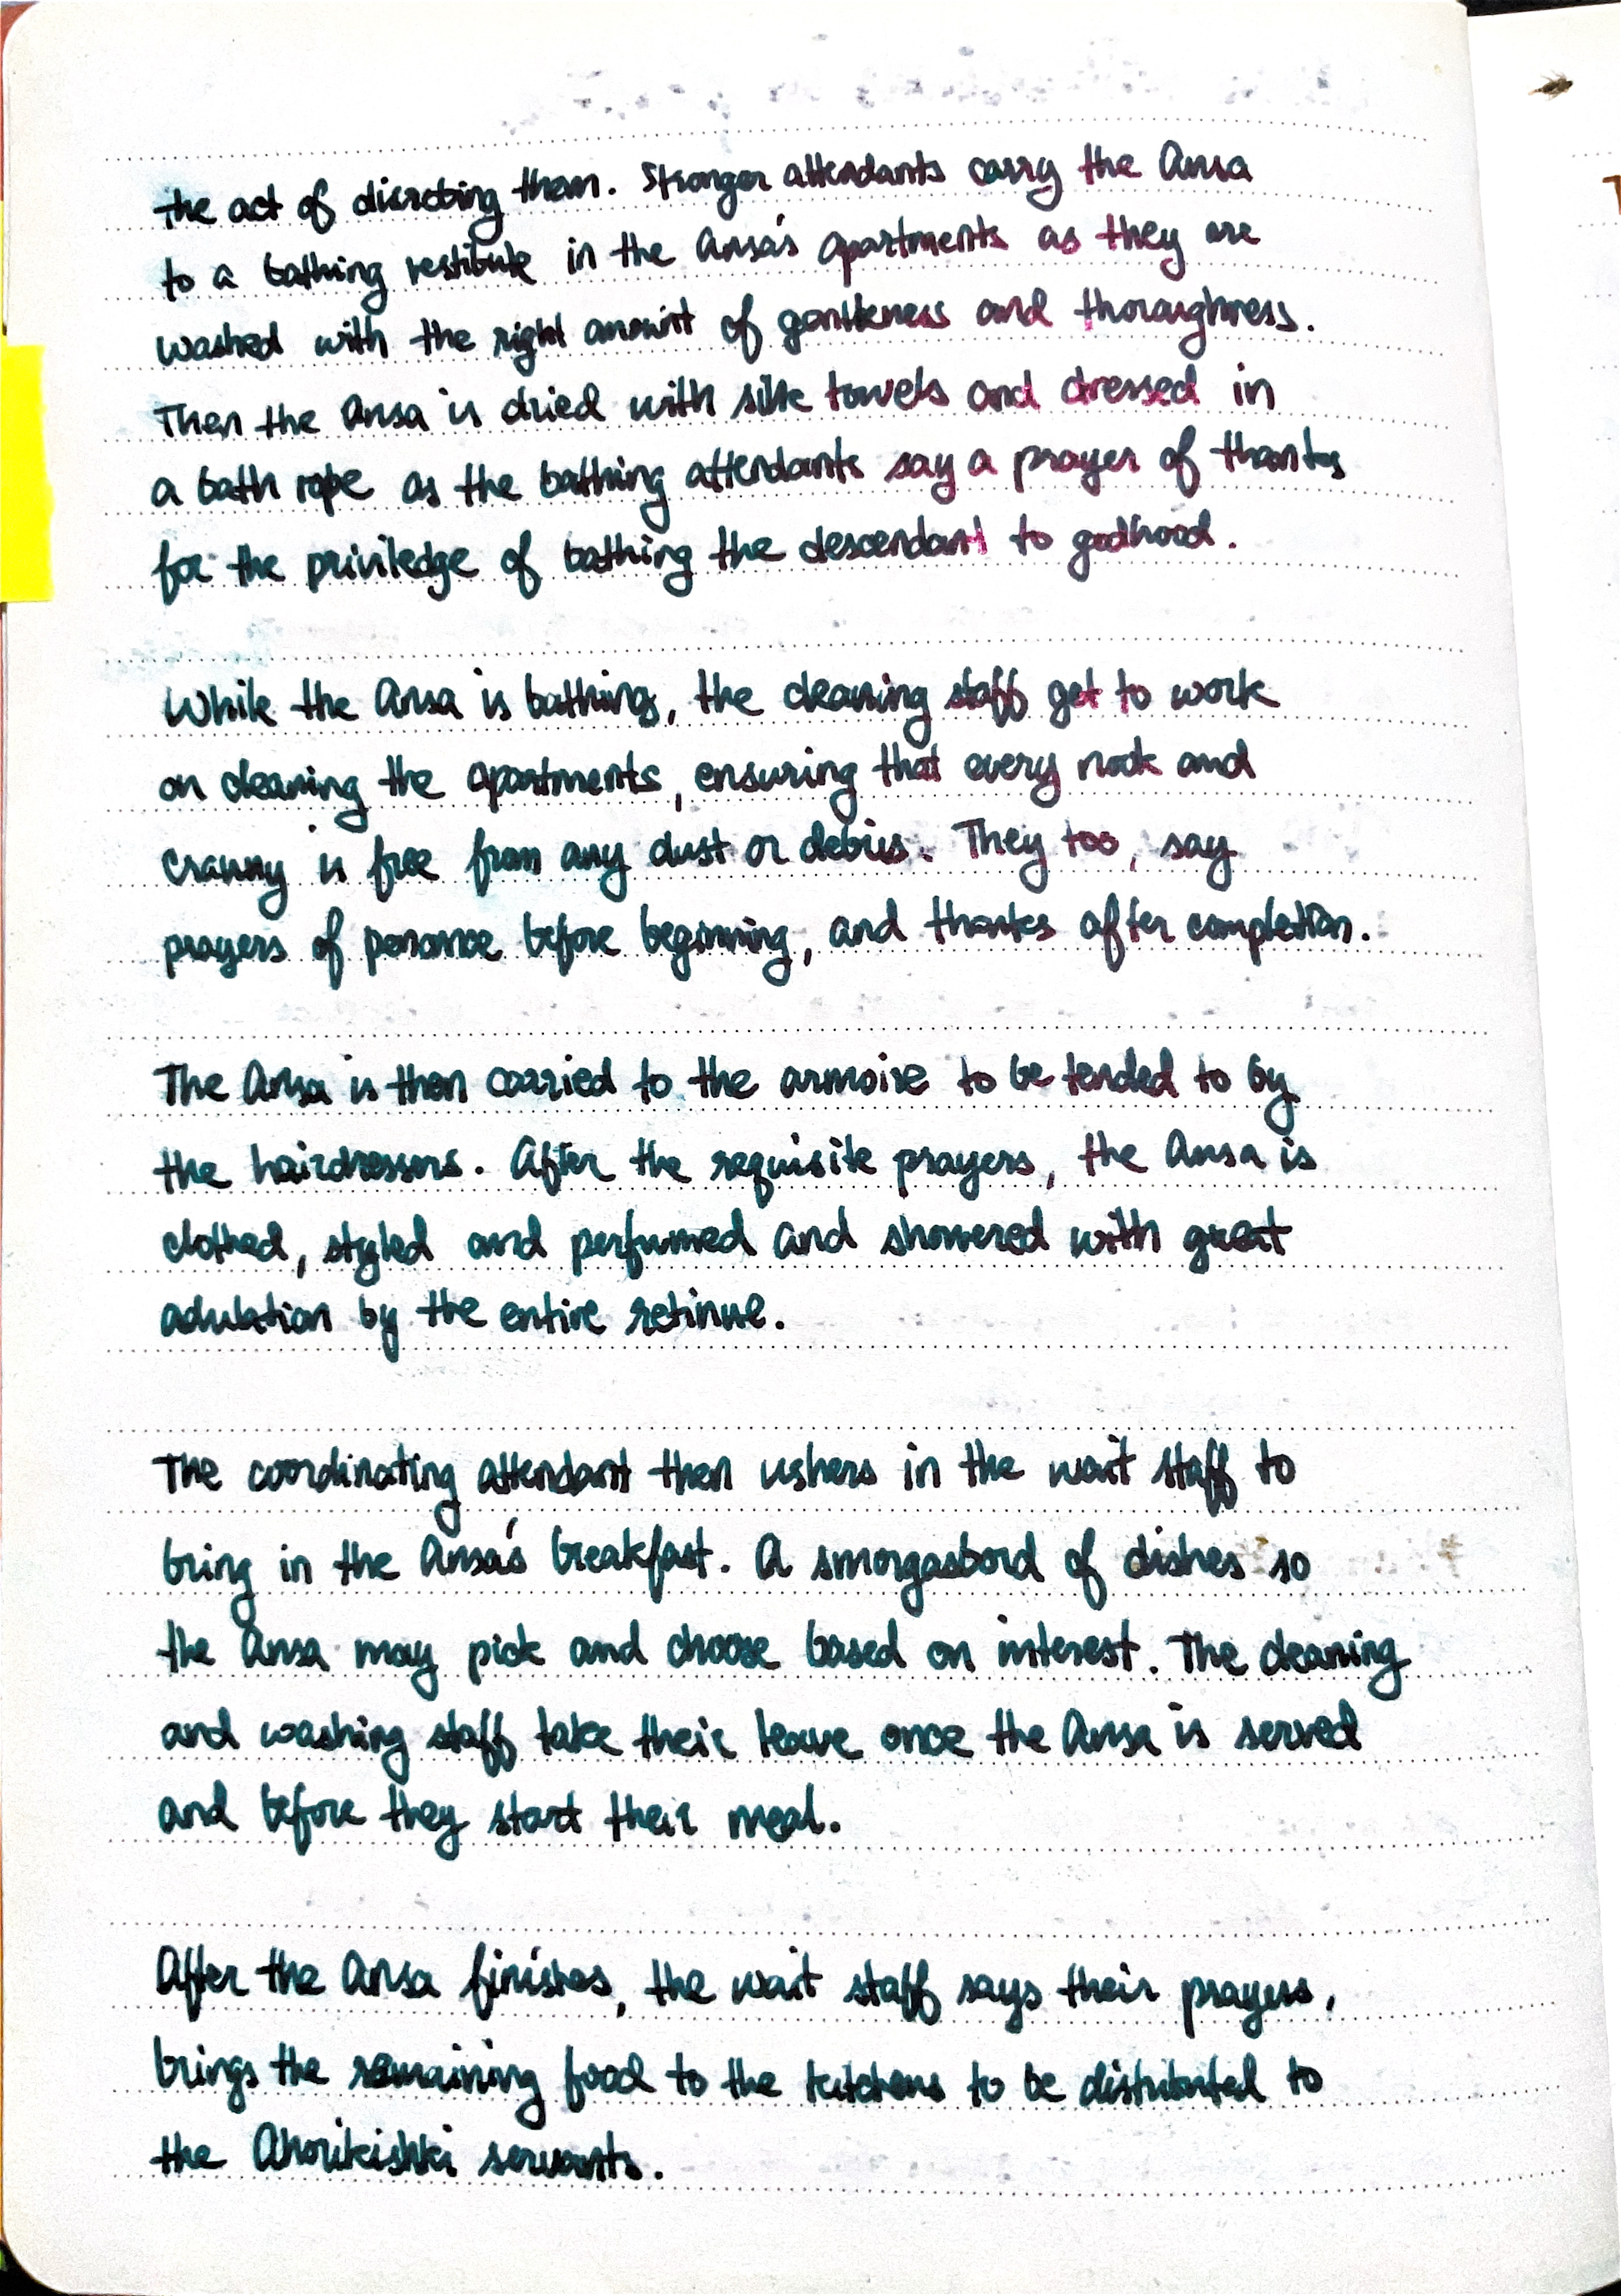 the act of disrobing them. Stronger attendants carry the Ansa
to a bathing vestibule in the Ansa's apartments as they are
washed with the right amount of gentleness and thoroughness.
Then the Ansa is dried with silk towels and dressed in
a bath rope as the bathing attendants say a prayer of thanks
for the priviledge of bathing the descendant to godhood.
While the Ansa is bathing, the cleaning staff get to work
on cleaning the apartments, ensuring that every nook and
cranny is free from any dust or debris. They too, say
prayers of penance before beginning, and thanks after completion.
The Ansa is then carried to the armoire to be tended to by
the hairdressers. After the requisite prayers, the Ansa is
clothed, styled and perfumed and showered with great
adulation by the entire retinue.
The coordinating attendant then ushers in the wait staff to
bring in the Ansa's breakfast. A smorgasbord of dishes so
the Ansa may pick and choose based on interest. The cleaning
and washing staff take their leave once the Ansa is served
and before they start their meal.
After the Ansa finishes, the wait staff says their prayers,
brings the remaining food to the kitchens to be distributed to
the Ahorikishki servants.